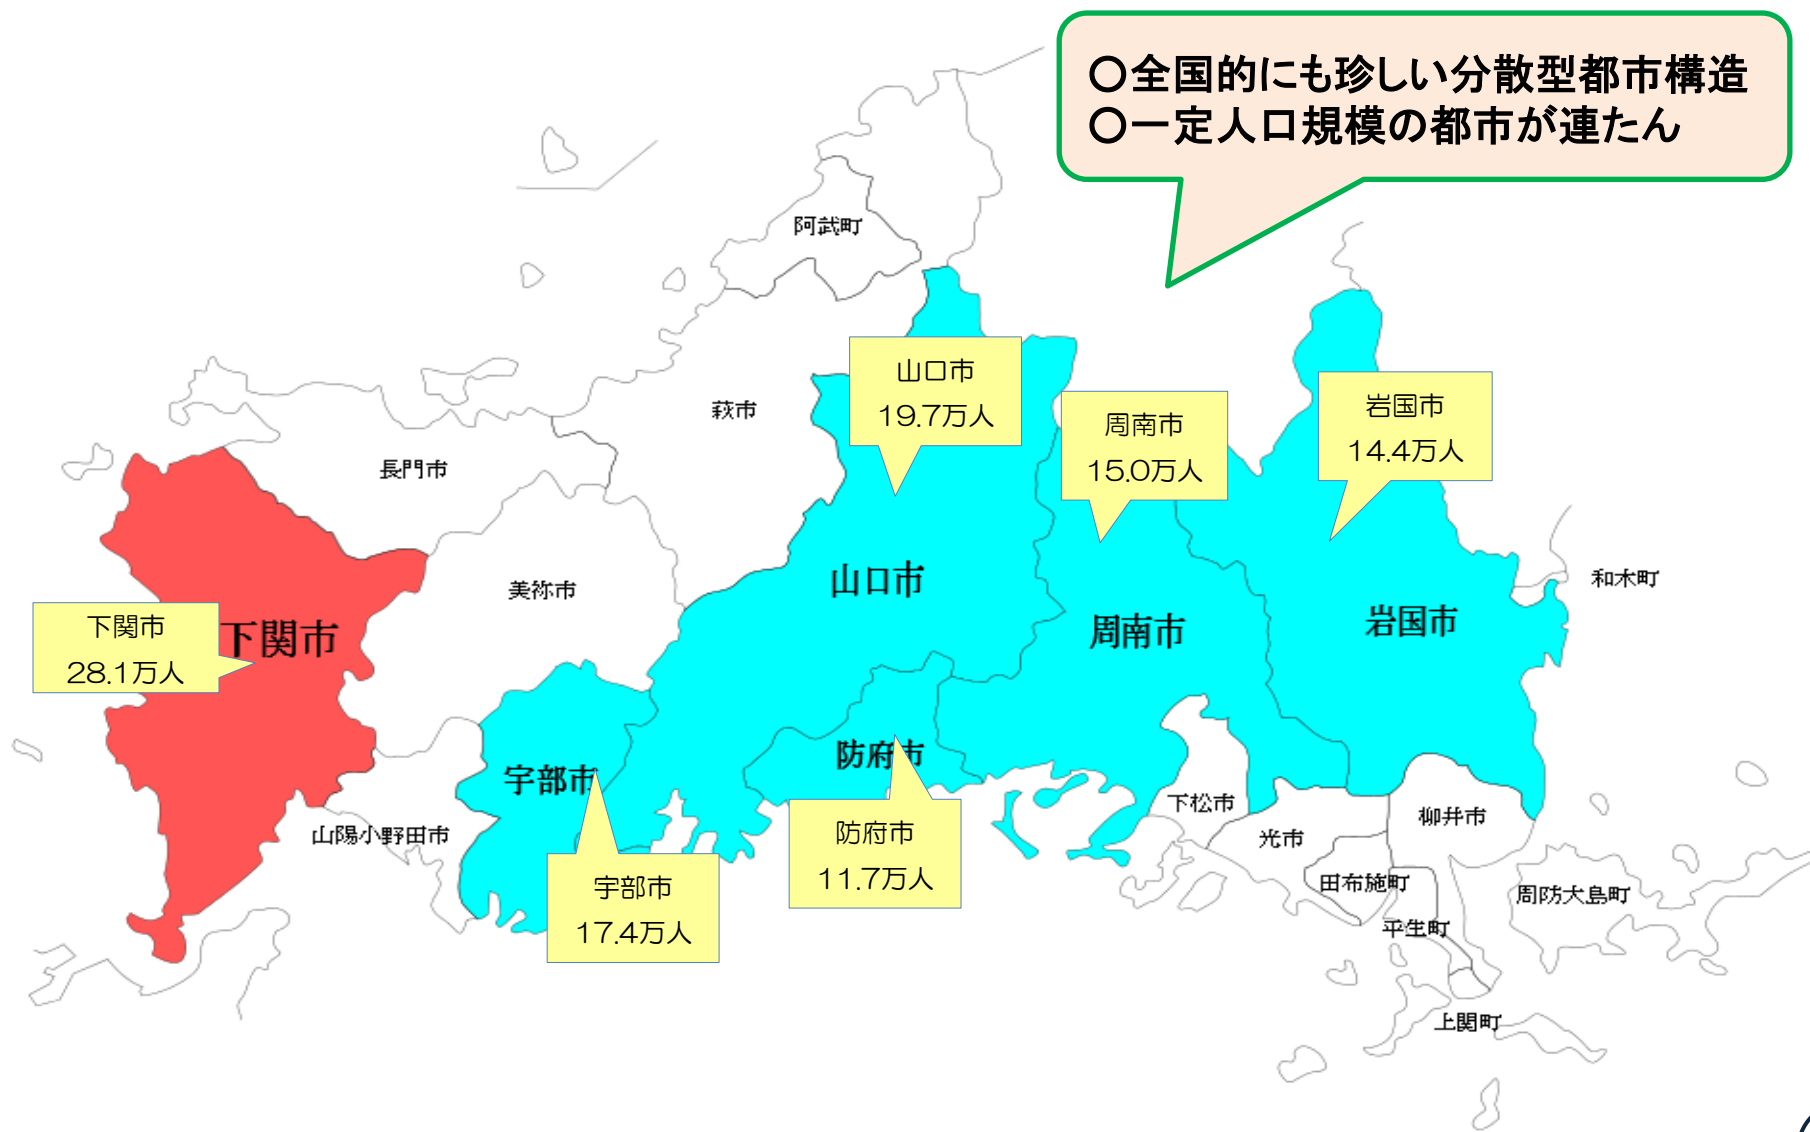 〇全国的にも珍しい分散型都市構造
〇一定人口規模の都市が連たん
阿武町
萩市
長門市
美祢市
山口市
19.7万人
周南市
15.0万人
岩国市
14.4万人
山口市
周南市
岩国市
和木町
下関市
28.1万人
下関市
宇部市
防府市
山陽小野田市
宇部市
17.4万人
防府市
11.7万人
下松市
光市
柳井市
田布施町
平生町
周防大島町
上関町